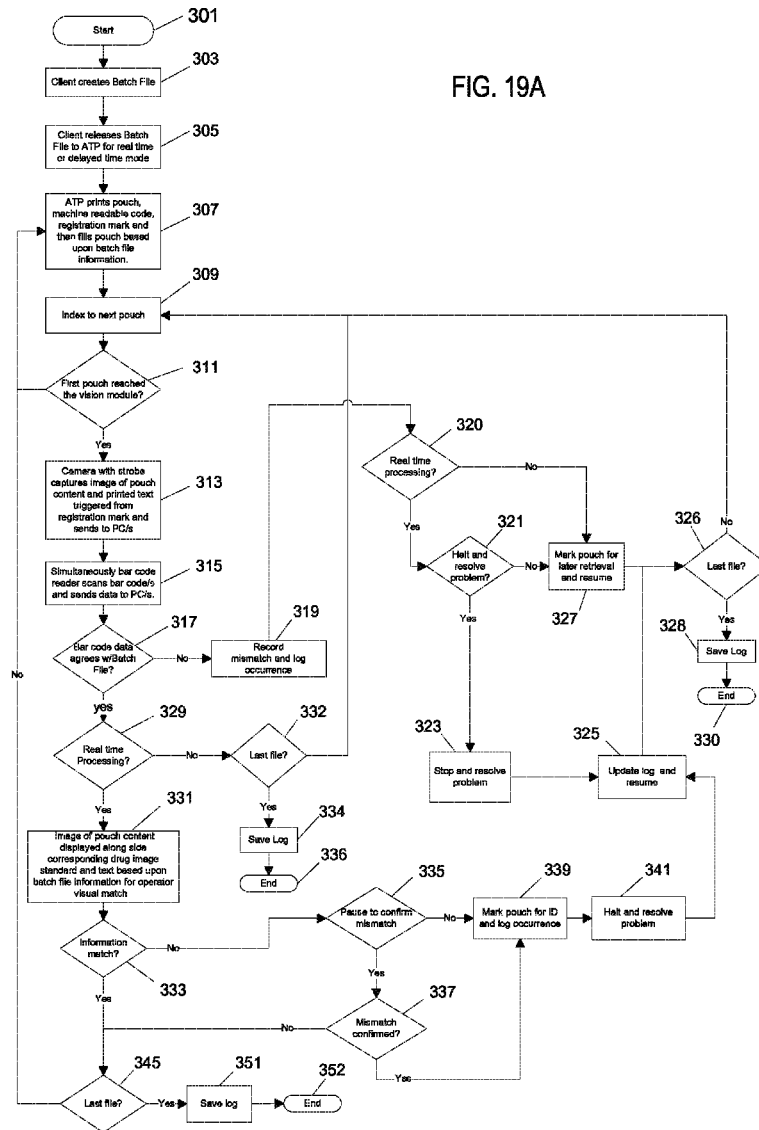 FIG. 19A
301
Start
303
Client creates Batch File
305
Client releases Batch
File to ATP for real time
or delayed time mode
307
ATP prints pouch,
machine readable code,
registration mark and
then fills pouch based
upon batch file
information.
309
Index to next pouch
311
First pouch reached
the vision module?
Yes
313
Camera with strobe
captures image of pouch
content and printed text
triggered from
registration mark and
sends to PC/s
315
Simultaneously bar code
reader scans bar code/s
and sends data to PC/s.
317
Bar code data
agrees w/Batch
File?
No
319
Record
mismatch and log
occurrence
yes
320
Real time
processing?
No
Yes
321
Halt and
resolve
problem?
No
Yes
Mark pouch for
later retrieval
and resume
327
326
Last file?
No
Yes
328
Save Log
End
330
323
Stop and resolve
problem
325
Update log and
resume
329
Real time
Processing?
No
Yes
332
Last file?
Yes
334
Save Log
End
336
331
Image of pouch content
displayed along side
corresponding drug image
standard and text based upon
batch file information for operator
visual match
Information
match?
333
No
Yes
335
Pause to confirm
mismatch
No
Yes
339
Mark pouch for ID
and log occurrence
341
Halt and resolve
problem
337
Mismatch
confirmed?
No
Yes
No
345
Last file?
Yes
351
Save log
352
End